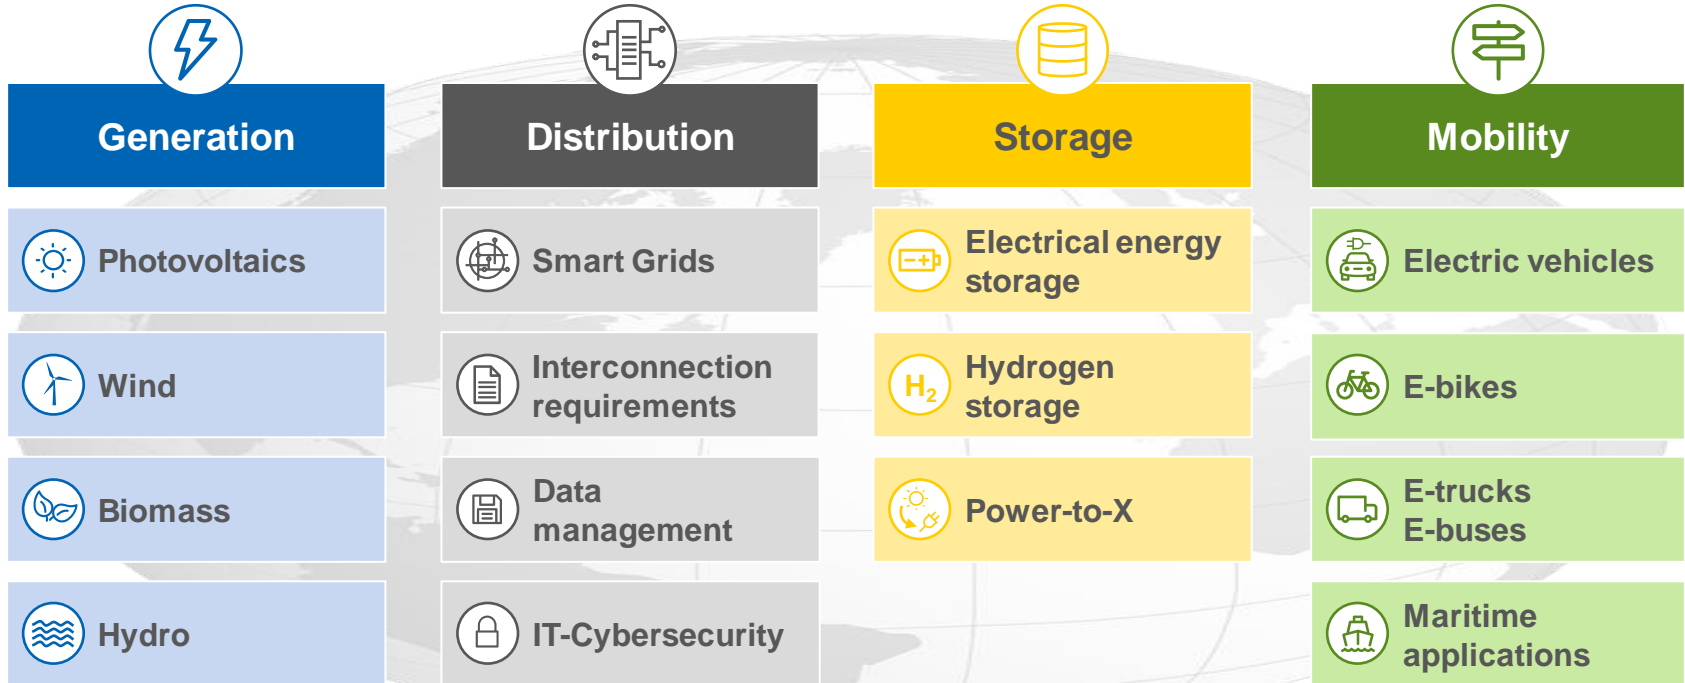 Generation
Photovoltaics
Wind
Biomass
Hydro
Distribution
Smart Grids
Interconnection
requirements
Data
management
IT-Cybersecurity
Storage
Electrical energy
storage
H₂
Hydrogen
storage
Power-to-X
Mobility
Electric vehicles
E-bikes
E-trucks
E-buses
Maritime
applications